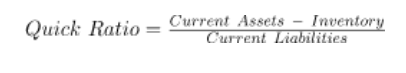 Quick Ratio = Current Assets − Inventory / Current Liabilities